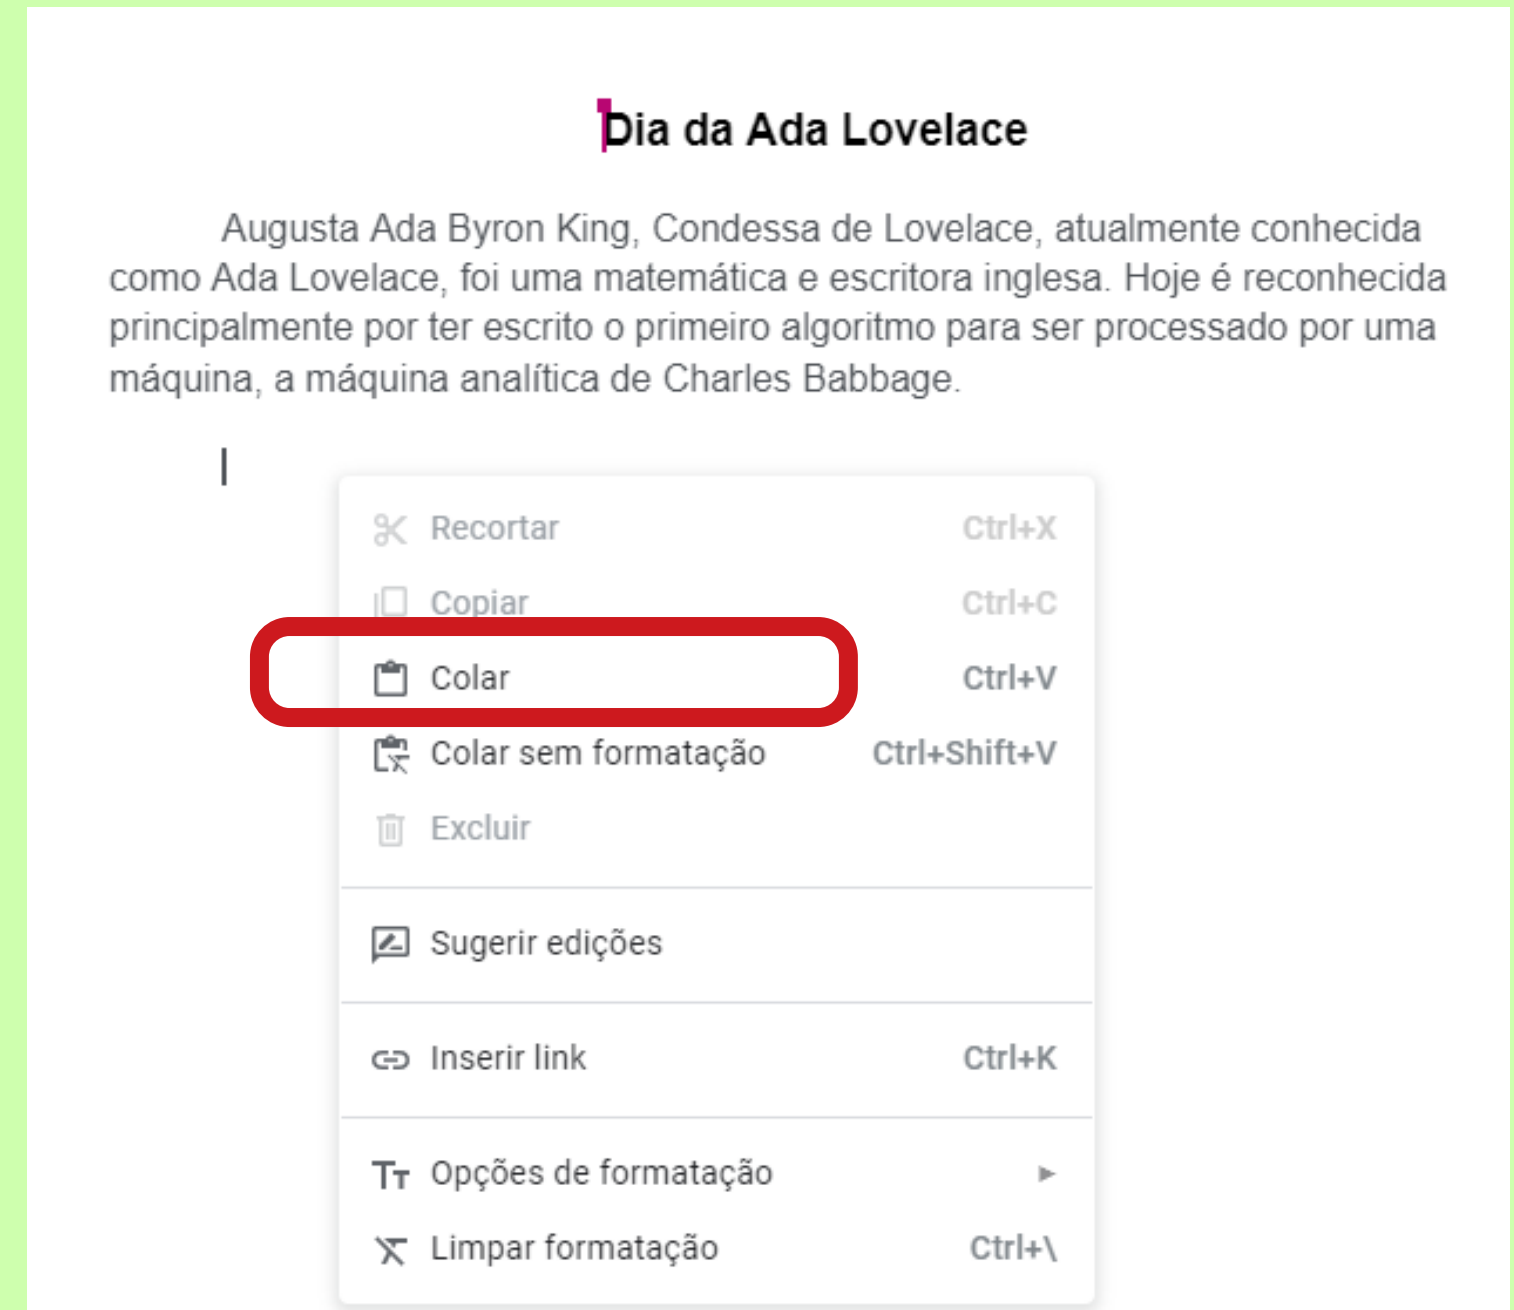 Dia da Ada Lovelace
Augusta Ada Byron King, Condessa de Lovelace, atualmente conhecida
como Ada Lovelace, foi uma matemática e escritora inglesa. Hoje é reconhecida
principalmente por ter escrito o primeiro algoritmo para ser processado por uma
máquina, a máquina analítica de Charles Babbage.
Recortar Ctrl+X
Copiar Ctrl+C
Colar Ctrl+V
Colar sem formatação Ctrl+Shift+V
Excluir
Sugerir edições
Inserir link Ctrl+K
Opções de formatação
Limpar formatação Ctrl+\